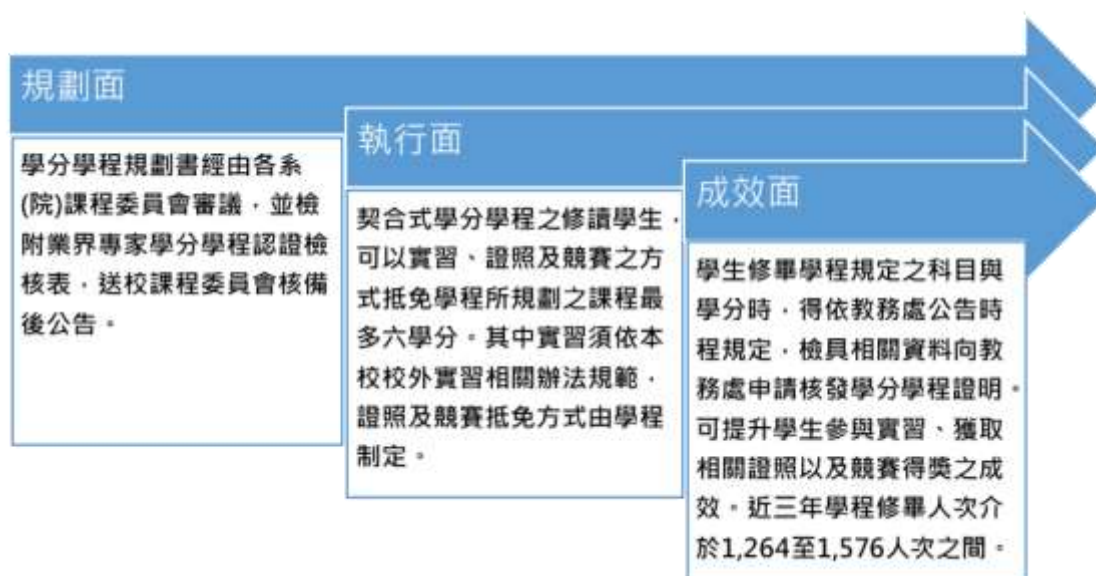 規劃面
學分學程規劃書經由各系
(院)課程委員會審議，並檢
附業界專家學分學程認證檢
核表，送校課程委員會核備
後公告。
執行面
契合式學分學程之修讀學生，
可以實習、證照及競賽之方
式抵免學程所規劃之課程最
多六學分。其中實習須依本
校校外實習相關辦法規範，
證照及競賽抵免方式由學程
制定。
成效面
學生修畢學程規定之科目與
學分時，得依教務處公告時
程規定，檢具相關資料向教
務處申請核發學分學程證明。
可提升學生參與實習、獲取
相關證照以及競賽得獎之成
效。近三年學程修畢人次介
於1,264至1,576人次之間。